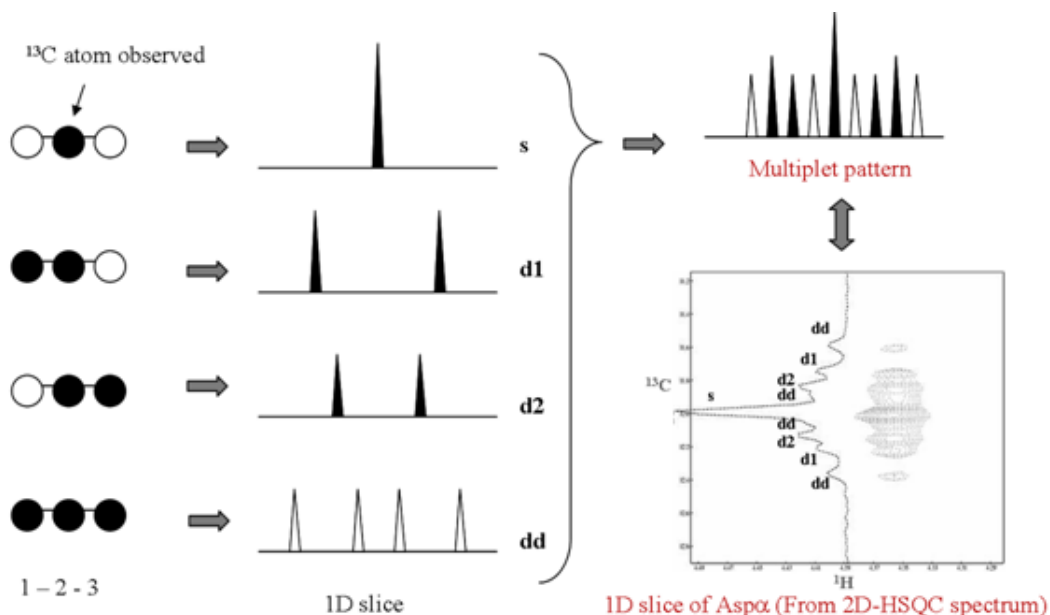 ¹³C atom observed
s
d1
d2
dd
1 – 2 - 3
1D slice
Multiplet pattern
dd
d1
d2
dd
s
dd
d2
d1
dd
¹³C
¹H
1D slice of Aspα (From 2D-HSQC spectrum)